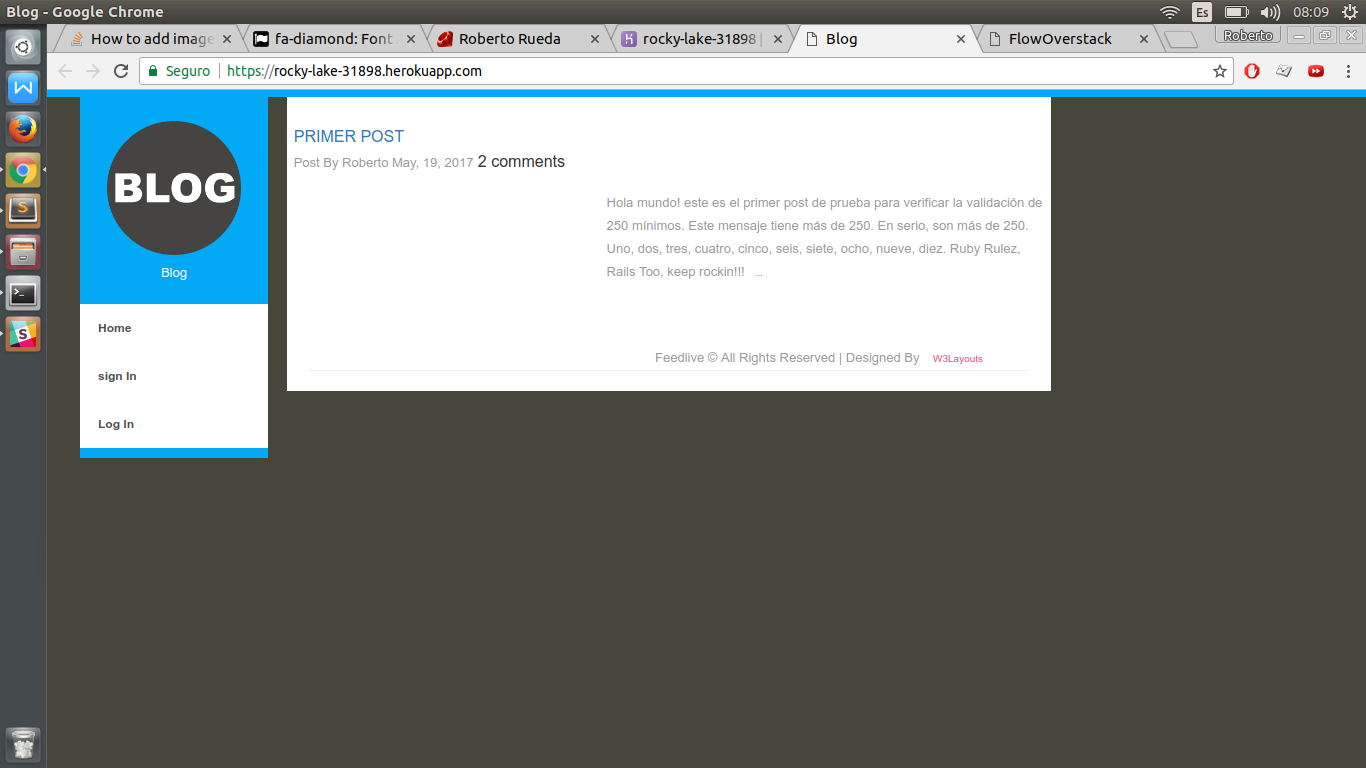 Blog - Google Chrome
Es
08:09
How to add image
fa-diamond: Font A
Roberto Rueda
rocky-lake-31898 |
Blog
FlowOverstack
Roberto
Seguro
https://rocky-lake-31898.herokuapp.com
BLOG
Blog
Home
sign In
Log In
PRIMER POST
Post By Roberto May, 19, 2017 2 comments
Hola mundo! este es el primer post de prueba para verificar la validación de
250 mínimos. Este mensaje tiene más de 250. En serio, son más de 250.
Uno, dos, tres, cuatro, cinco, seis, siete, ocho, nueve, diez. Ruby Rulez,
Rails Too, keep rockin!!! ...
Feedlive © All Rights Reserved | Designed By W3Layouts